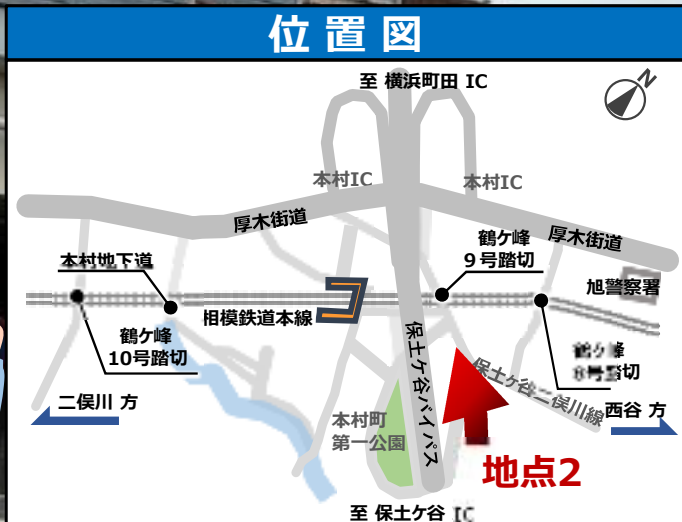 位置図
至 横浜町田 IC
N
本村IC
本村IC
厚木街道
厚木街道
本村地下道
鶴ケ峰
9号踏切
旭警察署
相模鉄道本線
鶴ケ峰
10号踏切
鶴ケ峰
8号踏切
保土ケ谷バイパス
保土ケ谷二俣川線
二俣川 方
西谷 方
本村町
第一公園
地点2
至 保土ケ谷 IC